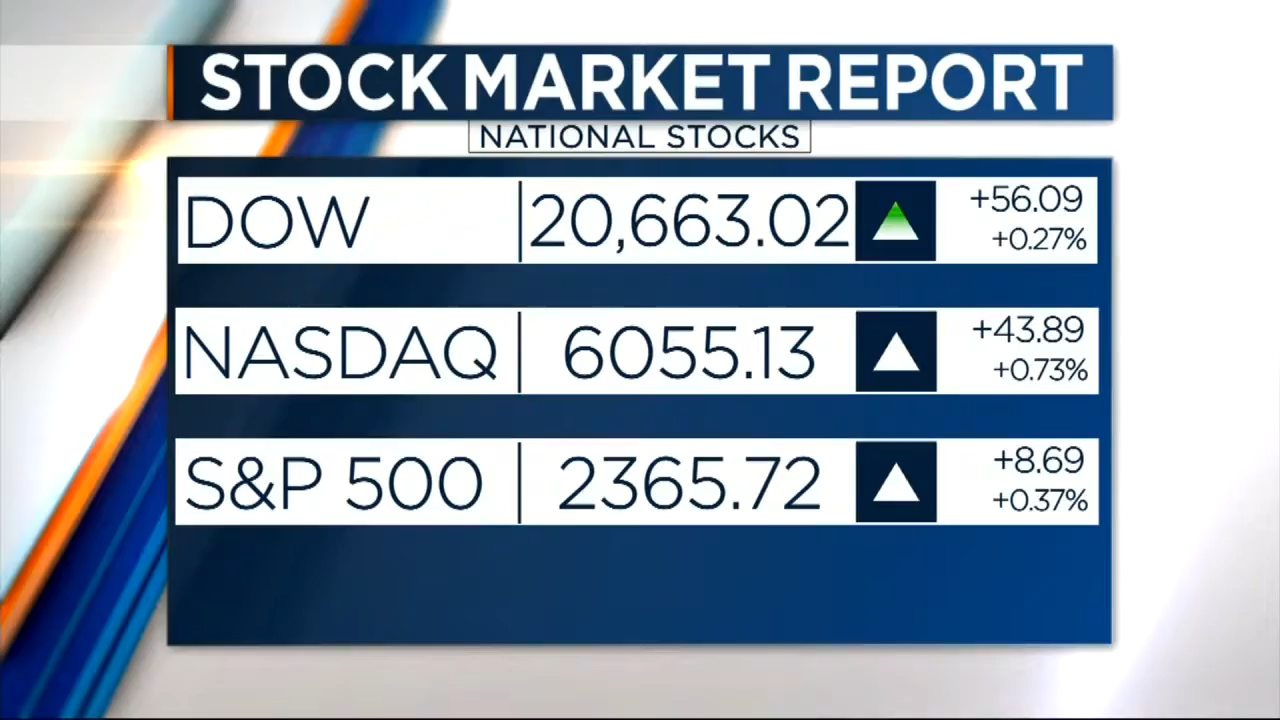 STOCK MARKET REPORT
NATIONAL STOCKS
DOW 20,663.02 +56.09
+0.27%
NASDAQ 6055.13 +43.89
+0.73%
S&P 500 2365.72 +8.69
+0.37%